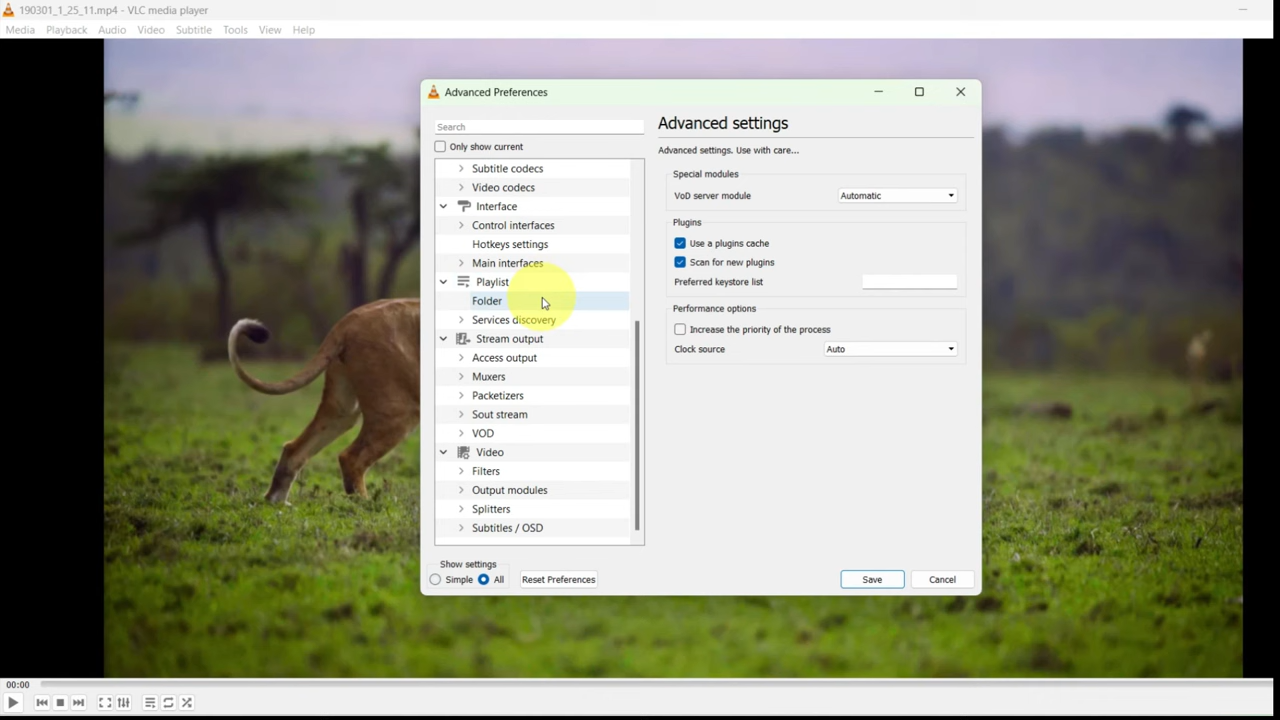 190301_1_25_11.mp4 - VLC media player
Media Playback Audio Video Subtitle Tools View Help
Advanced Preferences
Search
Only show current
Subtitle codecs
Video codecs
Interface
Control interfaces
Hotkeys settings
Main interfaces
Playlist
Folder
Services discovery
Stream output
Access output
Muxers
Packetizers
Sout stream
VOD
Video
Filters
Output modules
Splitters
Subtitles / OSD
Show settings
Simple All Reset Preferences
Advanced settings
Advanced settings. Use with care...
Special modules
VoD server module Automatic
Plugins
Use a plugins cache
Scan for new plugins
Preferred keystore list
Performance options
Increase the priority of the process
Clock source Auto
Save Cancel
00:00